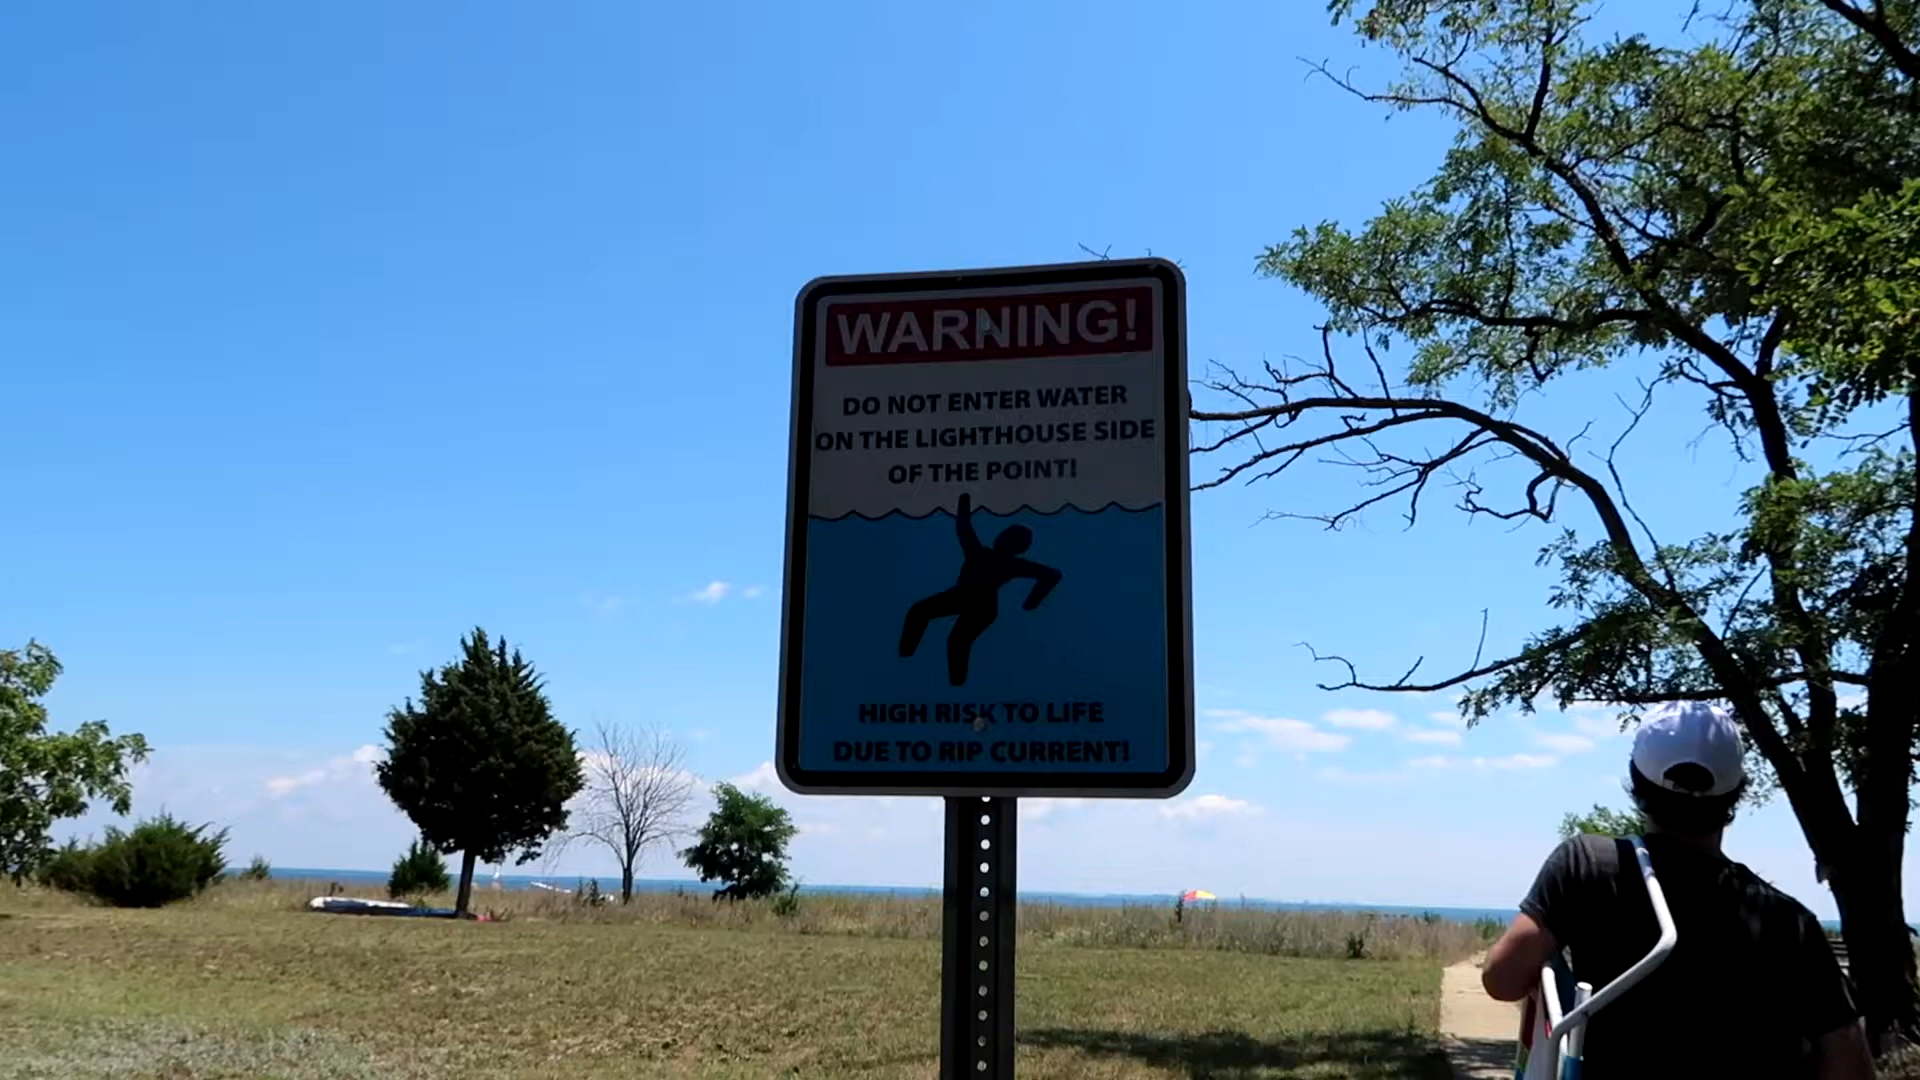 WARNING!
DO NOT ENTER WATER
ON THE LIGHTHOUSE SIDE
OF THE POINT!
HIGH RISK TO LIFE
DUE TO RIP CURRENT!